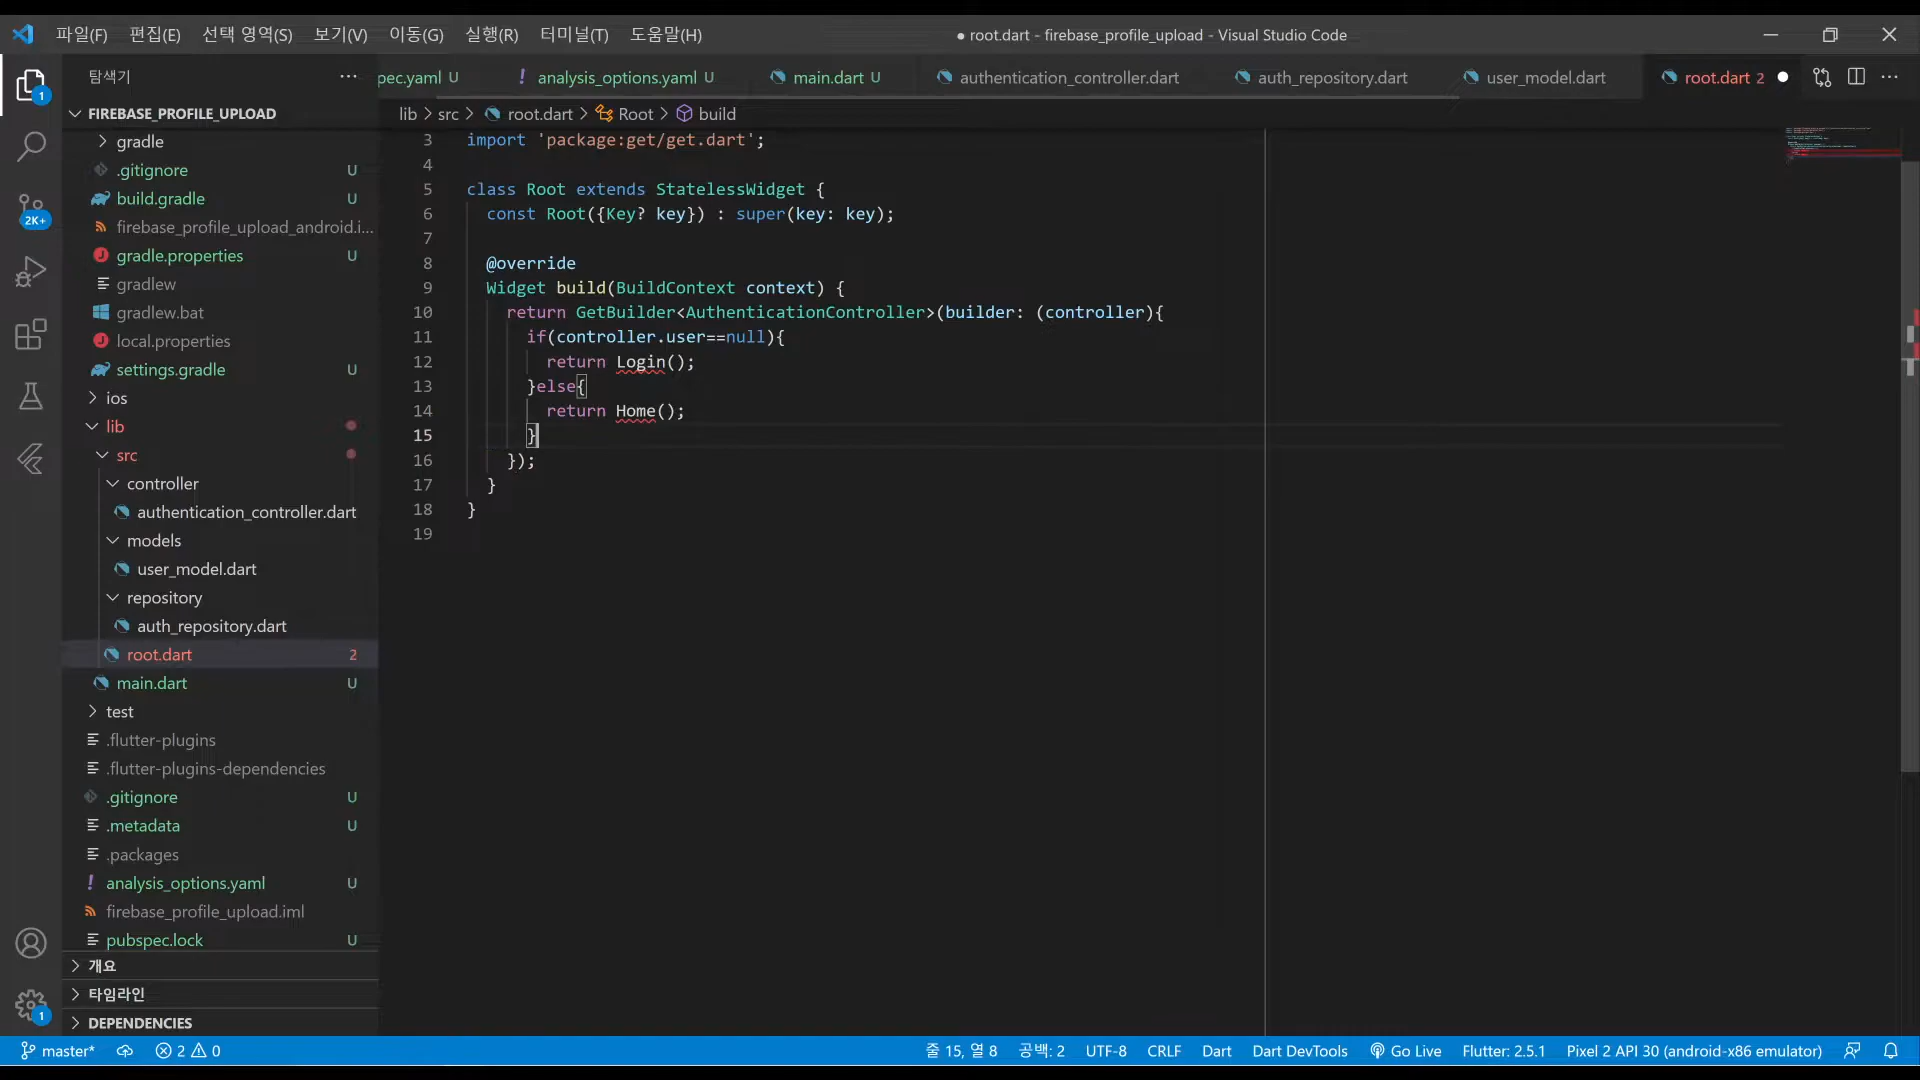 파일(F) 편집(E) 선택 영역(S) 보기(V) 이동(G) 실행(R) 터미널(T) 도움말(H)
● root.dart - firebase_profile_upload - Visual Studio Code
탐색기
pec.yaml U
! analysis_options.yaml U
main.dart U
authentication_controller.dart
auth_repository.dart
user_model.dart
root.dart 2
FIREBASE_PROFILE_UPLOAD
lib > src > root.dart > Root > build
gradle
.gitignore U
build.gradle U
firebase_profile_upload_android.i...
gradle.properties U
gradlew
gradlew.bat
local.properties
settings.gradle U
ios
lib
src
controller
authentication_controller.dart
models
user_model.dart
repository
auth_repository.dart
root.dart 2
main.dart U
test
.flutter-plugins
.flutter-plugins-dependencies
.gitignore U
.metadata U
.packages
! analysis_options.yaml U
firebase_profile_upload.iml
pubspec.lock U
개요
타임라인
DEPENDENCIES
1
2K+
1
3 import 'package:get/get.dart';
4
5 class Root extends StatelessWidget {
6 const Root({Key? key}) : super(key: key);
7
8 @override
9 Widget build(BuildContext context) {
10 return GetBuilder<AuthenticationController>(builder: (controller){
11 if(controller.user==null){
12 return Login();
13 }else{
14 return Home();
15 }
16 });
17 }
18 }
19
master* 2 0
줄 15, 열 8 공백: 2 UTF-8 CRLF Dart Dart DevTools Go Live Flutter: 2.5.1 Pixel 2 API 30 (android-x86 emulator)